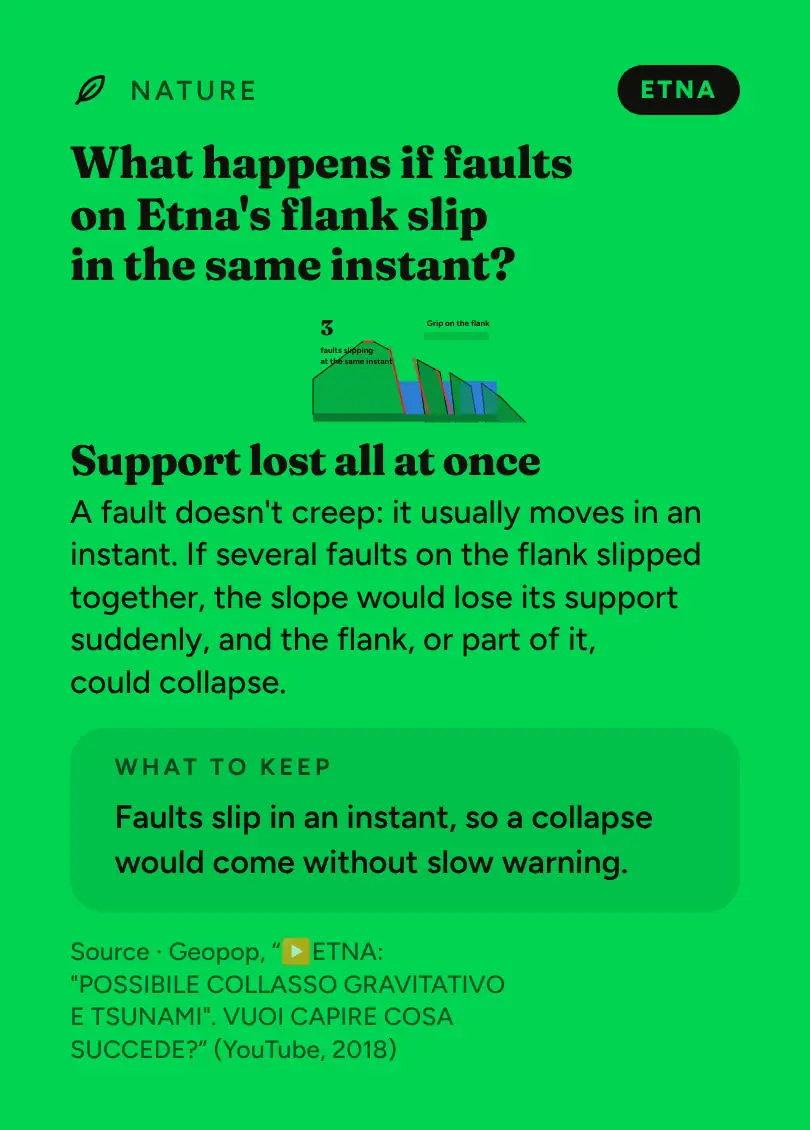 NATURE
ETNA
What happens if faults
on Etna's flank slip
in the same instant?
3
faults slipping
at the same instant
Grip on the flank
Support lost all at once
A fault doesn't creep: it usually moves in an
instant. If several faults on the flank slipped
together, the slope would lose its support
suddenly, and the flank, or part of it,
could collapse.
WHAT TO KEEP
Faults slip in an instant, so a collapse
would come without slow warning.
Source · Geopop, “▶️ETNA:
"POSSIBILE COLLASSO GRAVITATIVO
E TSUNAMI". VUOI CAPIRE COSA
SUCCEDE?” (YouTube, 2018)